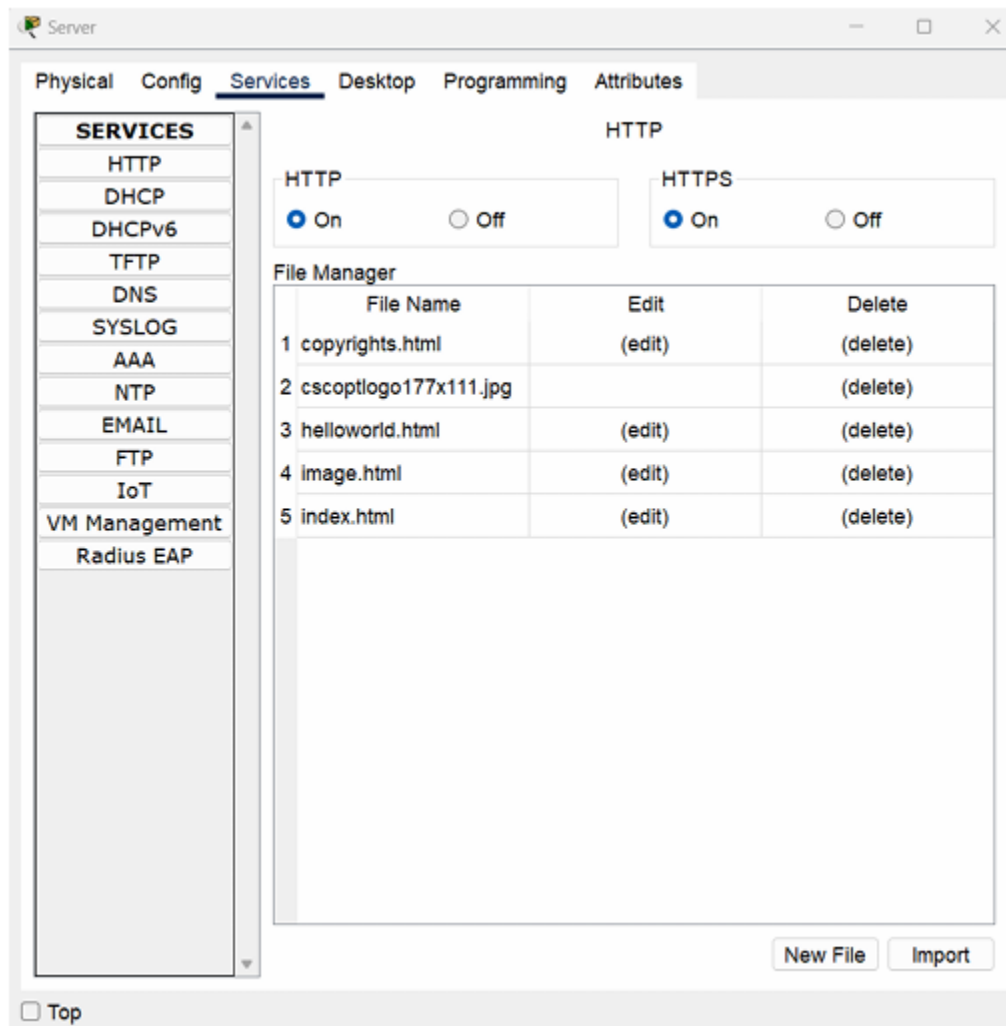 Server
Physical Config Services Desktop Programming Attributes
SERVICES
HTTP
DHCP
DHCPv6
TFTP
DNS
SYSLOG
AAA
NTP
EMAIL
FTP
IoT
VM Management
Radius EAP
HTTP
HTTP
On Off
HTTPS
On Off
File Manager
File Name Edit Delete
1 copyrights.html (edit) (delete)
2 cscoptlogo177x111.jpg (delete)
3 helloworld.html (edit) (delete)
4 image.html (edit) (delete)
5 index.html (edit) (delete)
New File Import
Top